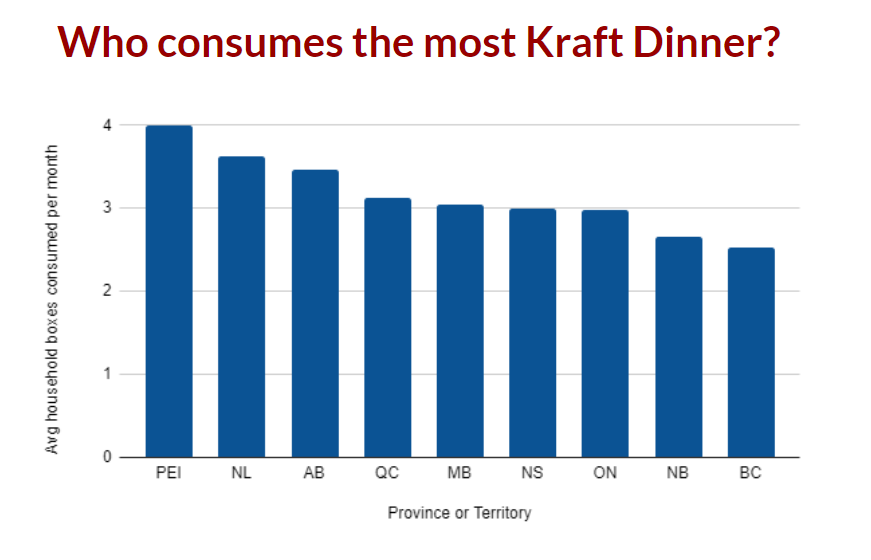 Who consumes the most Kraft Dinner?
Avg household boxes consumed per month
4
3
2
1
0
PEI NL AB QC MB NS ON NB BC
Province or Territory